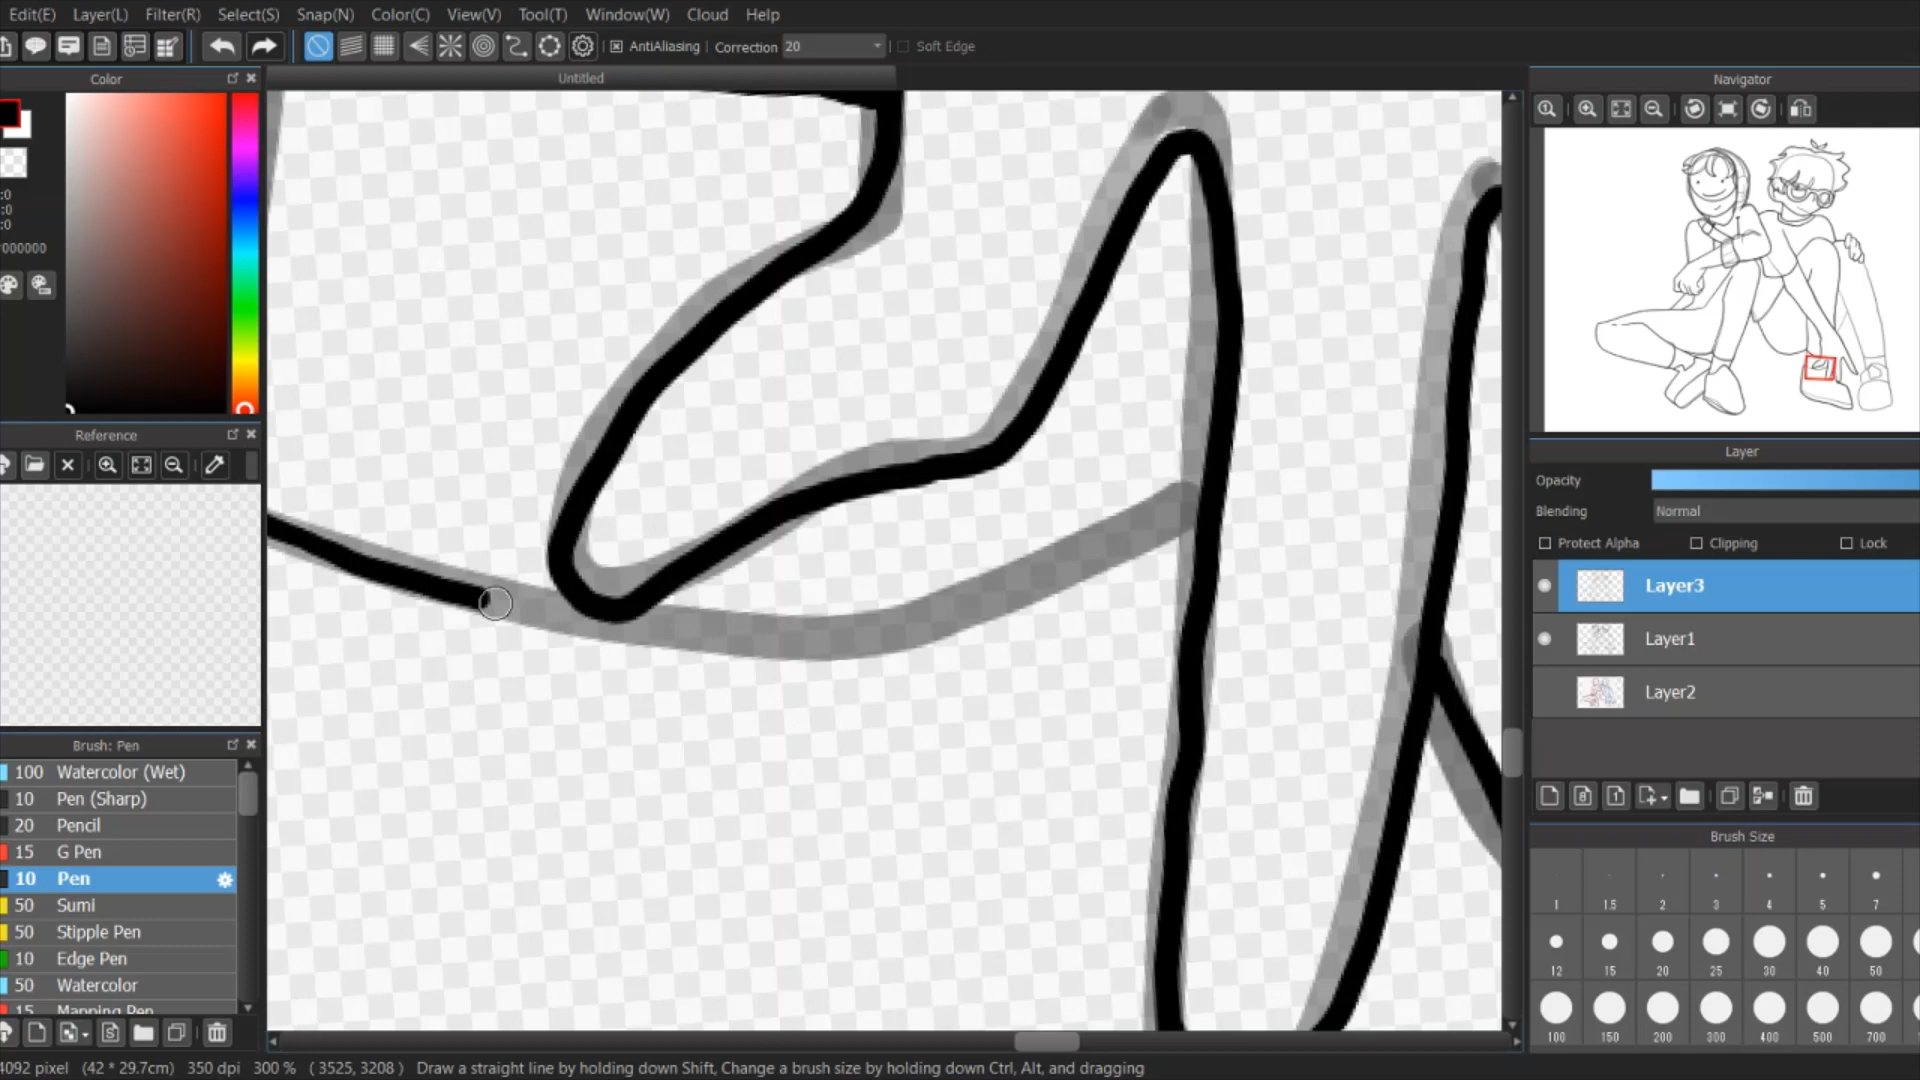 Edit(E) Layer(L) Filter(R) Select(S) Snap(N) Color(C) View(V) Tool(T) Window(W) Cloud Help
AntiAliasing Correction 20 Soft Edge
Color
Untitled
Navigator
:0
:0
:0
000000
Reference
Layer
Opacity
Blending Normal
Protect Alpha Clipping Lock
Layer3
Layer1
Layer2
Brush: Pen
100 Watercolor (Wet)
10 Pen (Sharp)
20 Pencil
15 G Pen
10 Pen
50 Sumi
50 Stipple Pen
10 Edge Pen
50 Watercolor
15 Mapping Pen
Brush Size
1 1.5 2 3 4 5 7
12 15 20 25 30 40 50
100 150 200 300 400 500 700
4092 pixel (42 * 29.7cm) 350 dpi 300 % ( 3525, 3208 ) Draw a straight line by holding down Shift, Change a brush size by holding down Ctrl, Alt, and dragging